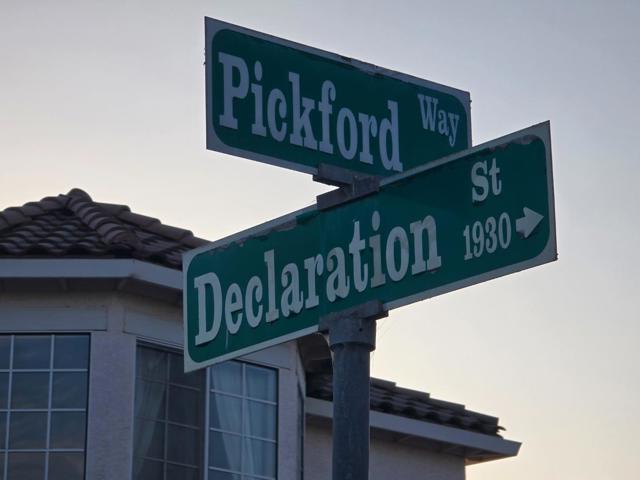 Pickford Way
Declaration St
1930 →